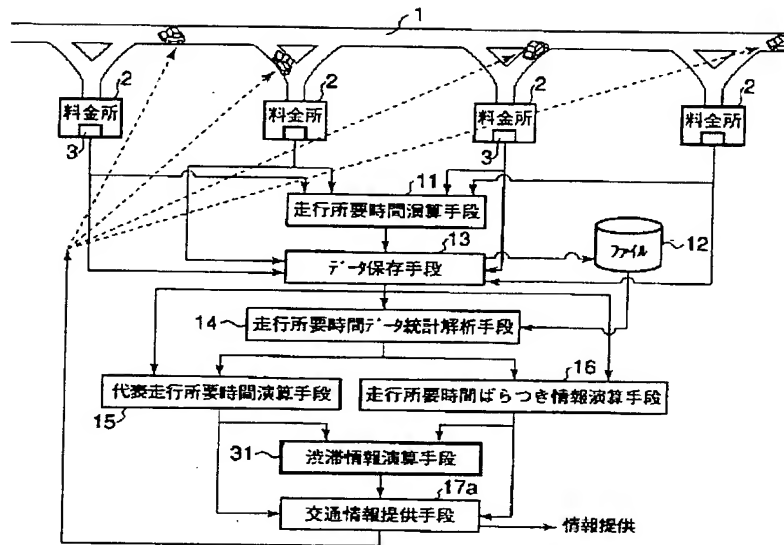 1
2
2
2
2
料金所
料金所
料金所
料金所
3
3
11
走行所要時間演算手段
13
データ保存手段
ファイル
12
14
走行所要時間データ統計解析手段
16
代表走行所要時間演算手段
走行所要時間ばらつき情報演算手段
15
31
渋滞情報演算手段
17a
交通情報提供手段
情報提供